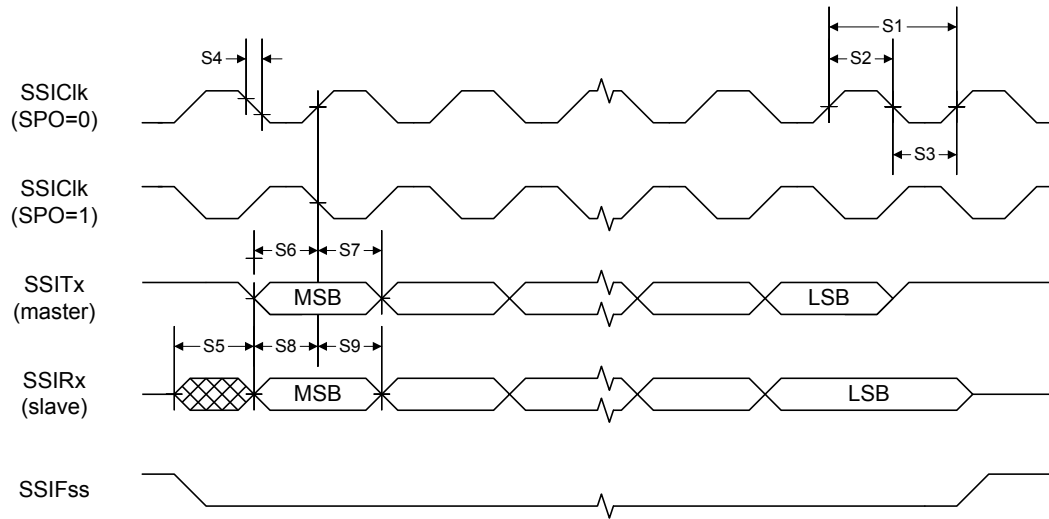 S1
S4
S2
SSIClk
(SPO=0)
S3
SSIClk
(SPO=1)
S6 S7
SSITx
(master)
MSB LSB
S5 S8 S9
SSIRx
(slave)
MSB LSB
SSIFss